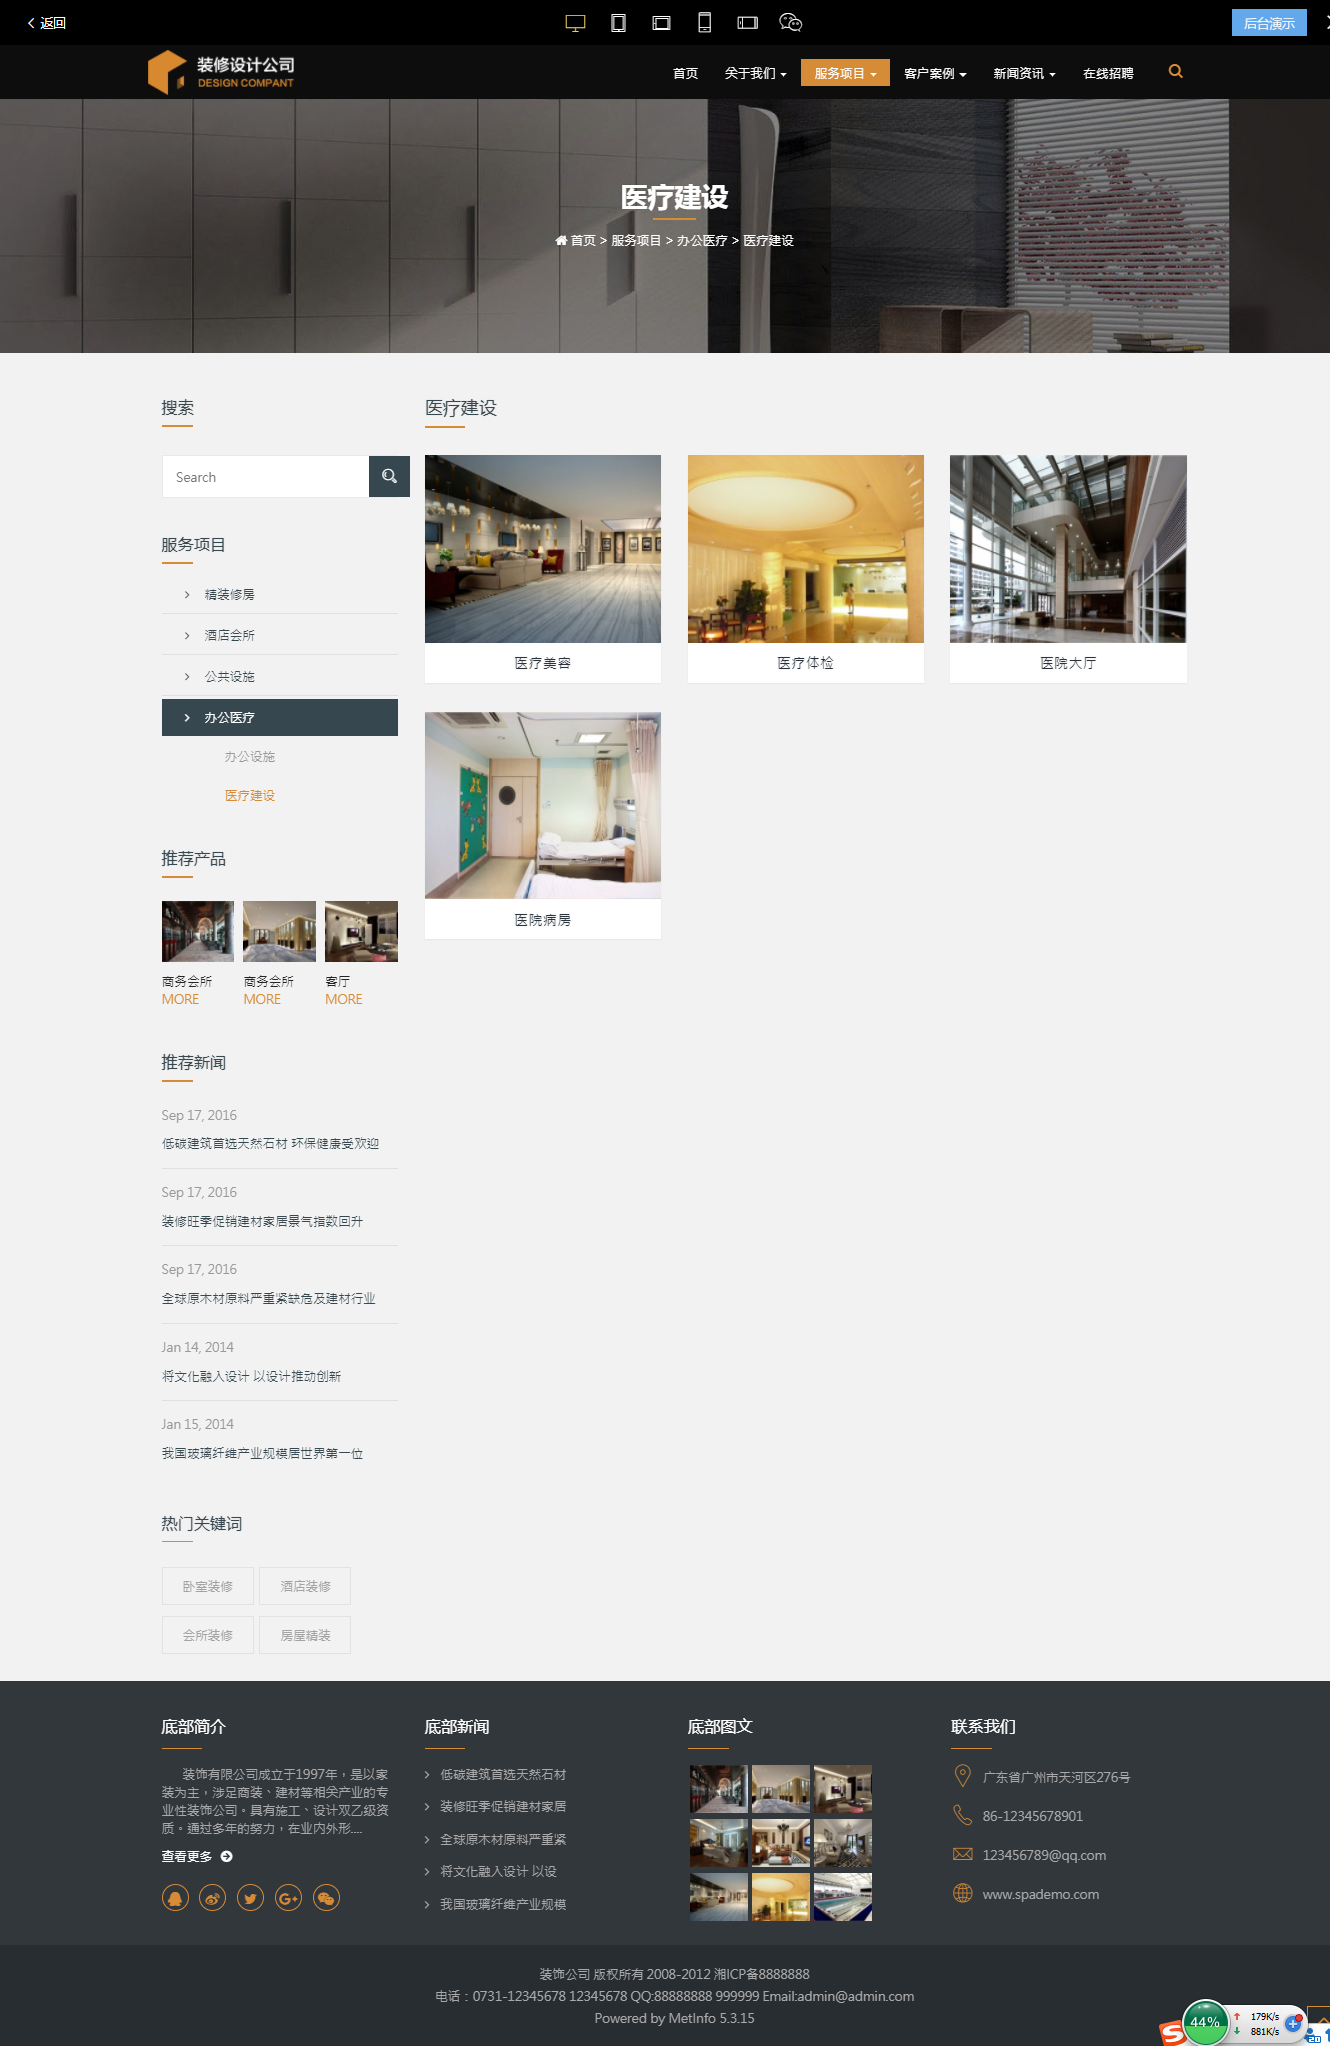 返回
后台演示
装修设计公司
DESIGN COMPANT
首页
关于我们
服务项目
客户案例
新闻资讯
在线招聘
医疗建设
首页 > 服务项目 > 办公医疗 > 医疗建设
搜索
Search
服务项目
精装修房
酒店会所
公共设施
办公医疗
办公设施
医疗建设
推荐产品
商务会所
MORE
商务会所
MORE
客厅
MORE
推荐新闻
Sep 17, 2016
低碳建筑首选天然石材 环保健康受欢迎
Sep 17, 2016
装修旺季促销建材家居景气指数回升
Sep 17, 2016
全球原木材原料严重紧缺危及建材行业
Jan 14, 2014
将文化融入设计 以设计推动创新
Jan 15, 2014
我国玻璃纤维产业规模居世界第一位
热门关键词
卧室装修
酒店装修
会所装修
房屋精装
医疗建设
医疗美容
医疗体检
医院大厅
医院病房
底部简介
装饰有限公司成立于1997年，是以家
装为主，涉足商装、建材等相关产业的专
业性装饰公司。具有施工、设计双乙级资
质。通过多年的努力，在业内外形....
查看更多
底部新闻
低碳建筑首选天然石材
装修旺季促销建材家居
全球原木材原料严重紧
将文化融入设计 以设
我国玻璃纤维产业规模
底部图文
联系我们
广东省广州市天河区276号
86-12345678901
123456789@qq.com
www.spademo.com
装饰公司 版权所有 2008-2012 湘ICP备8888888
电话：0731-12345678 12345678 QQ:88888888 999999 Email:admin@admin.com
Powered by MetInfo 5.3.15
44%
179K/s
881K/s